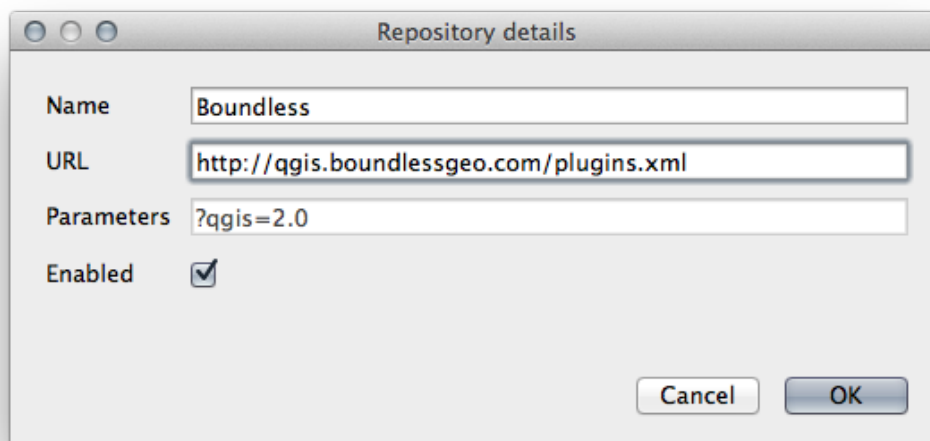 Repository details
Name Boundless
URL http://qgis.boundlessgeo.com/plugins.xml
Parameters ?qgis=2.0
Enabled
Cancel OK